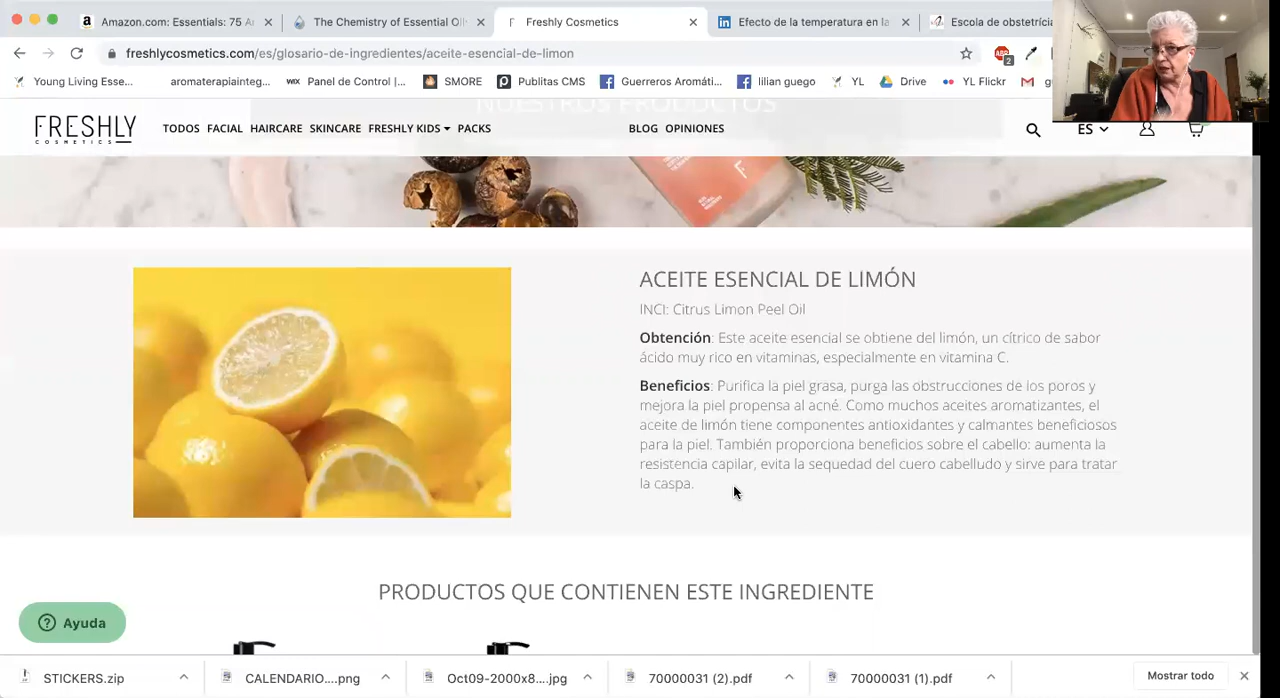 Amazon.com: Essentials: 75 A
The Chemistry of Essential Oil
Freshly Cosmetics
Efecto de la temperatura en la
Escola de obstetrícia
freshlycosmetics.com/es/glosario-de-ingredientes/aceite-esencial-de-limon
Young Living Esse...
aromaterapiainteg...
WIX Panel de Control |...
SMORE
Publitas CMS
Guerreros Aromáti...
lilian guego
YL
Drive
YL Flickr
NUESTROS PRODUCTOS
FRESHLY
COSMETICS
TODOS FACIAL HAIRCARE SKINCARE FRESHLY KIDS PACKS
BLOG OPINIONES
ES
ACEITE ESENCIAL DE LIMÓN
INCI: Citrus Limon Peel Oil
Obtención: Este aceite esencial se obtiene del limón, un cítrico de sabor
ácido muy rico en vitaminas, especialmente en vitamina C.
Beneficios: Purifica la piel grasa, purga las obstrucciones de los poros y
mejora la piel propensa al acné. Como muchos aceites aromatizantes, el
aceite de limón tiene componentes antioxidantes y calmantes beneficiosos
para la piel. También proporciona beneficios sobre el cabello: aumenta la
resistencia capilar, evita la sequedad del cuero cabelludo y sirve para tratar
la caspa.
PRODUCTOS QUE CONTIENEN ESTE INGREDIENTE
Ayuda
STICKERS.zip
CALENDARIO....png
Oct09-2000x8....jpg
70000031 (2).pdf
70000031 (1).pdf
Mostrar todo